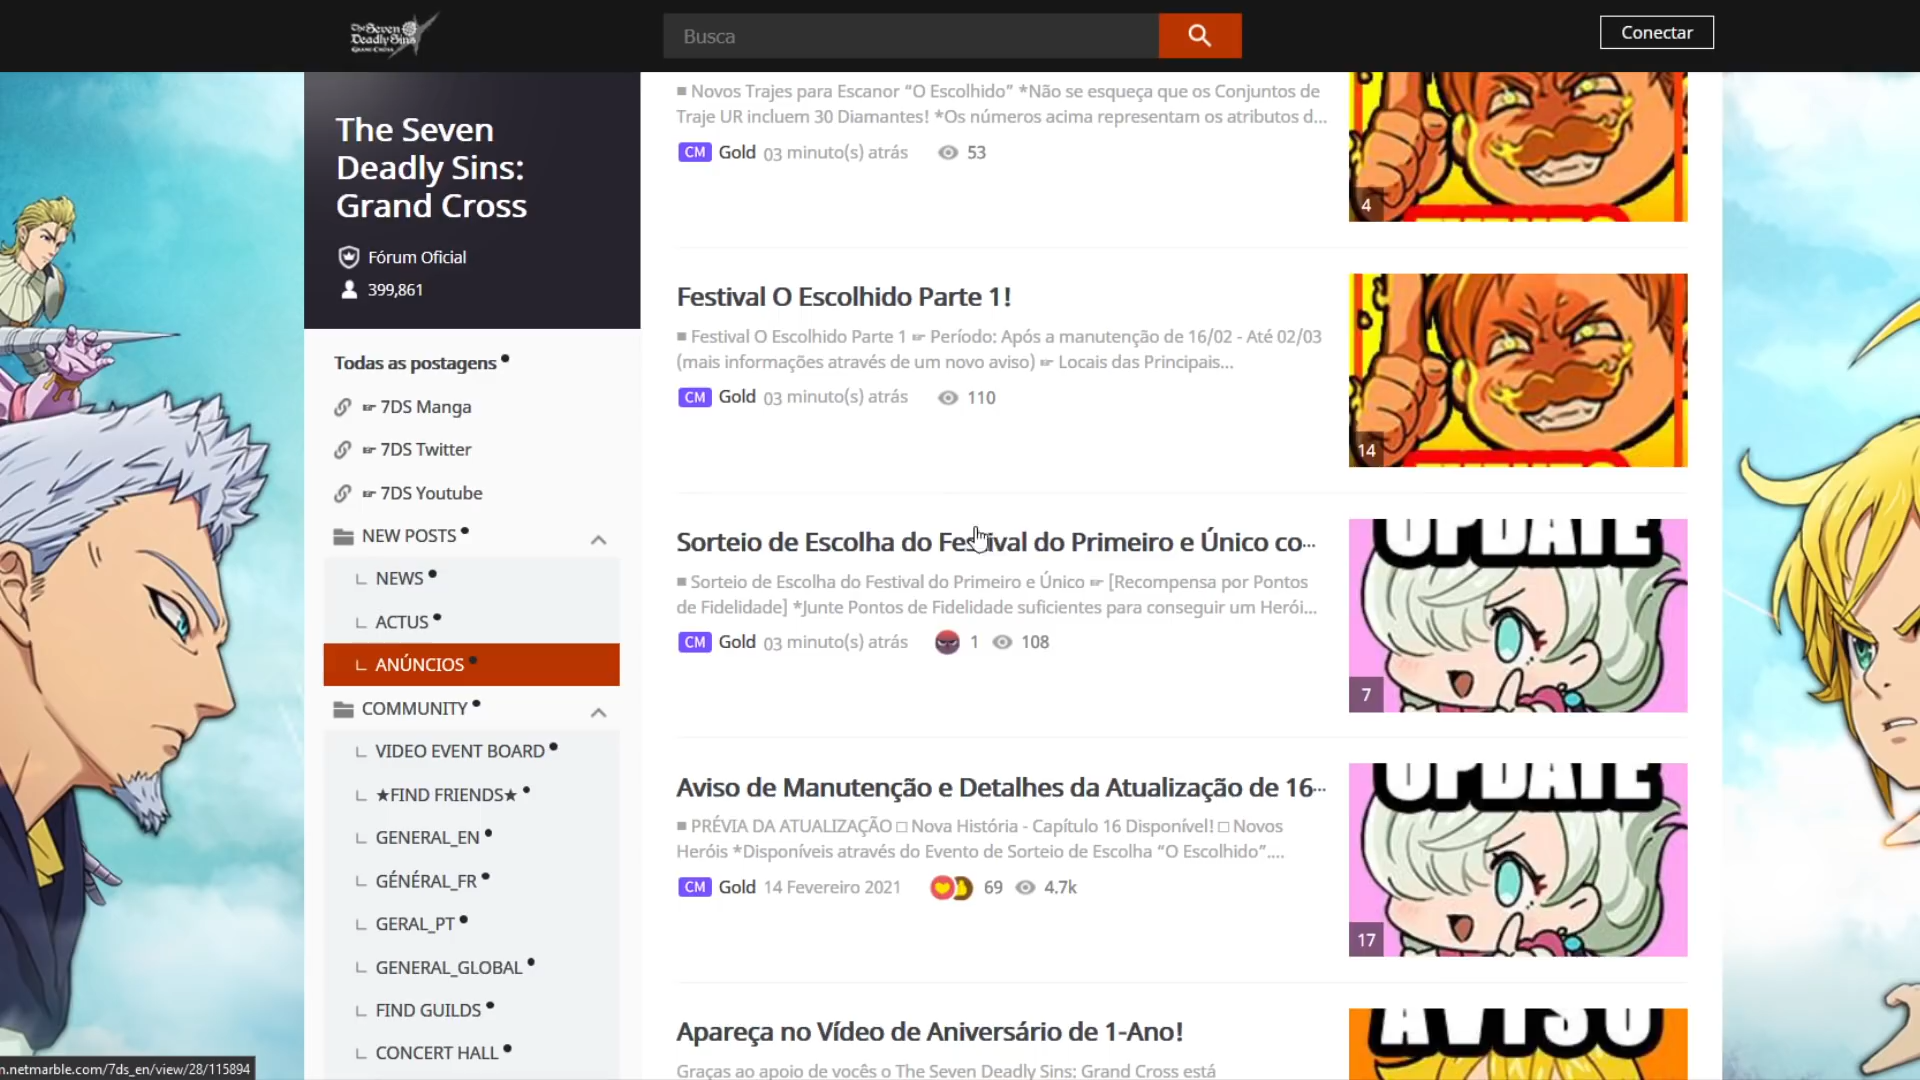 The Seven
Deadly Sins
GRAND CROSS
Busca
Conectar
The Seven
Deadly Sins:
Grand Cross
Fórum Oficial
399,861
Todas as postagens
☞ 7DS Manga
☞ 7DS Twitter
☞ 7DS Youtube
NEW POSTS
NEWS
ACTUS
ANÚNCIOS
COMMUNITY
VIDEO EVENT BOARD
★FIND FRIENDS★
GENERAL_EN
GÉNÉRAL_FR
GERAL_PT
GENERAL_GLOBAL
FIND GUILDS
CONCERT HALL
■ Novos Trajes para Escanor “O Escolhido” *Não se esqueça que os Conjuntos de
Traje UR incluem 30 Diamantes! *Os números acima representam os atributos d...
CM Gold 03 minuto(s) atrás 53
4
Festival O Escolhido Parte 1!
■ Festival O Escolhido Parte 1 ☞ Período: Após a manutenção de 16/02 - Até 02/03
(mais informações através de um novo aviso) ☞ Locais das Principais...
CM Gold 03 minuto(s) atrás 110
14
Sorteio de Escolha do Festival do Primeiro e Único co...
■ Sorteio de Escolha do Festival do Primeiro e Único ☞ [Recompensa por Pontos
de Fidelidade] *Junte Pontos de Fidelidade suficientes para conseguir um Herói...
CM Gold 03 minuto(s) atrás 1 108
UPDATE
7
Aviso de Manutenção e Detalhes da Atualização de 16...
■ PRÉVIA DA ATUALIZAÇÃO □ Nova História - Capítulo 16 Disponível! □ Novos
Heróis *Disponíveis através do Evento de Sorteio de Escolha “O Escolhido”....
CM Gold 14 Fevereiro 2021 69 4.7k
UPDATE
17
Apareça no Vídeo de Aniversário de 1-Ano!
Graças ao apoio de vocês o The Seven Deadly Sins: Grand Cross está
AVISO
m.netmarble.com/7ds_en/view/28/115894